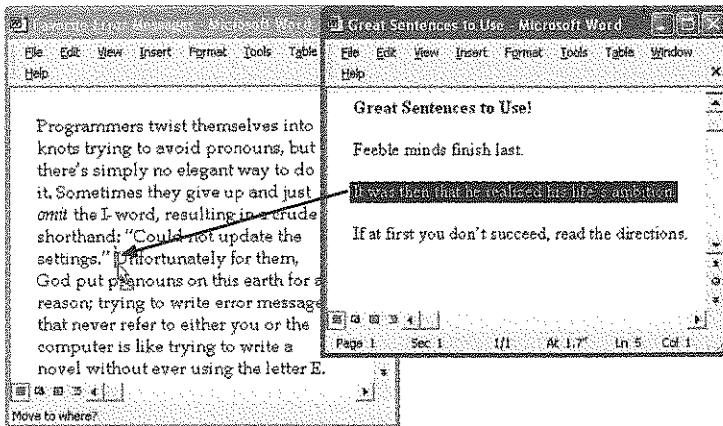 Favorite Error Messages - Microsoft Word
File Edit View Insert Format Tools Table
Help
Programmers twist themselves into
knots trying to avoid pronouns, but
there's simply no elegant way to do
it. Sometimes they give up and just
omit the I-word, resulting in a crude
shorthand: "Could not update the
settings." Unfortunately for them,
God put pronouns on this earth for a
reason; trying to write error message
that never refer to either you or the
computer is like trying to write a
novel without ever using the letter E.
Move to where?
Great Sentences to Use - Microsoft Word
File Edit View Insert Format Tools Table Window
Help
Great Sentences to Use!
Feeble minds finish last.
It was then that he realized his life's ambition
If at first you don't succeed, read the directions.
Page 1 Sec 1 1/1 At 1.7" Ln 5 Col 1